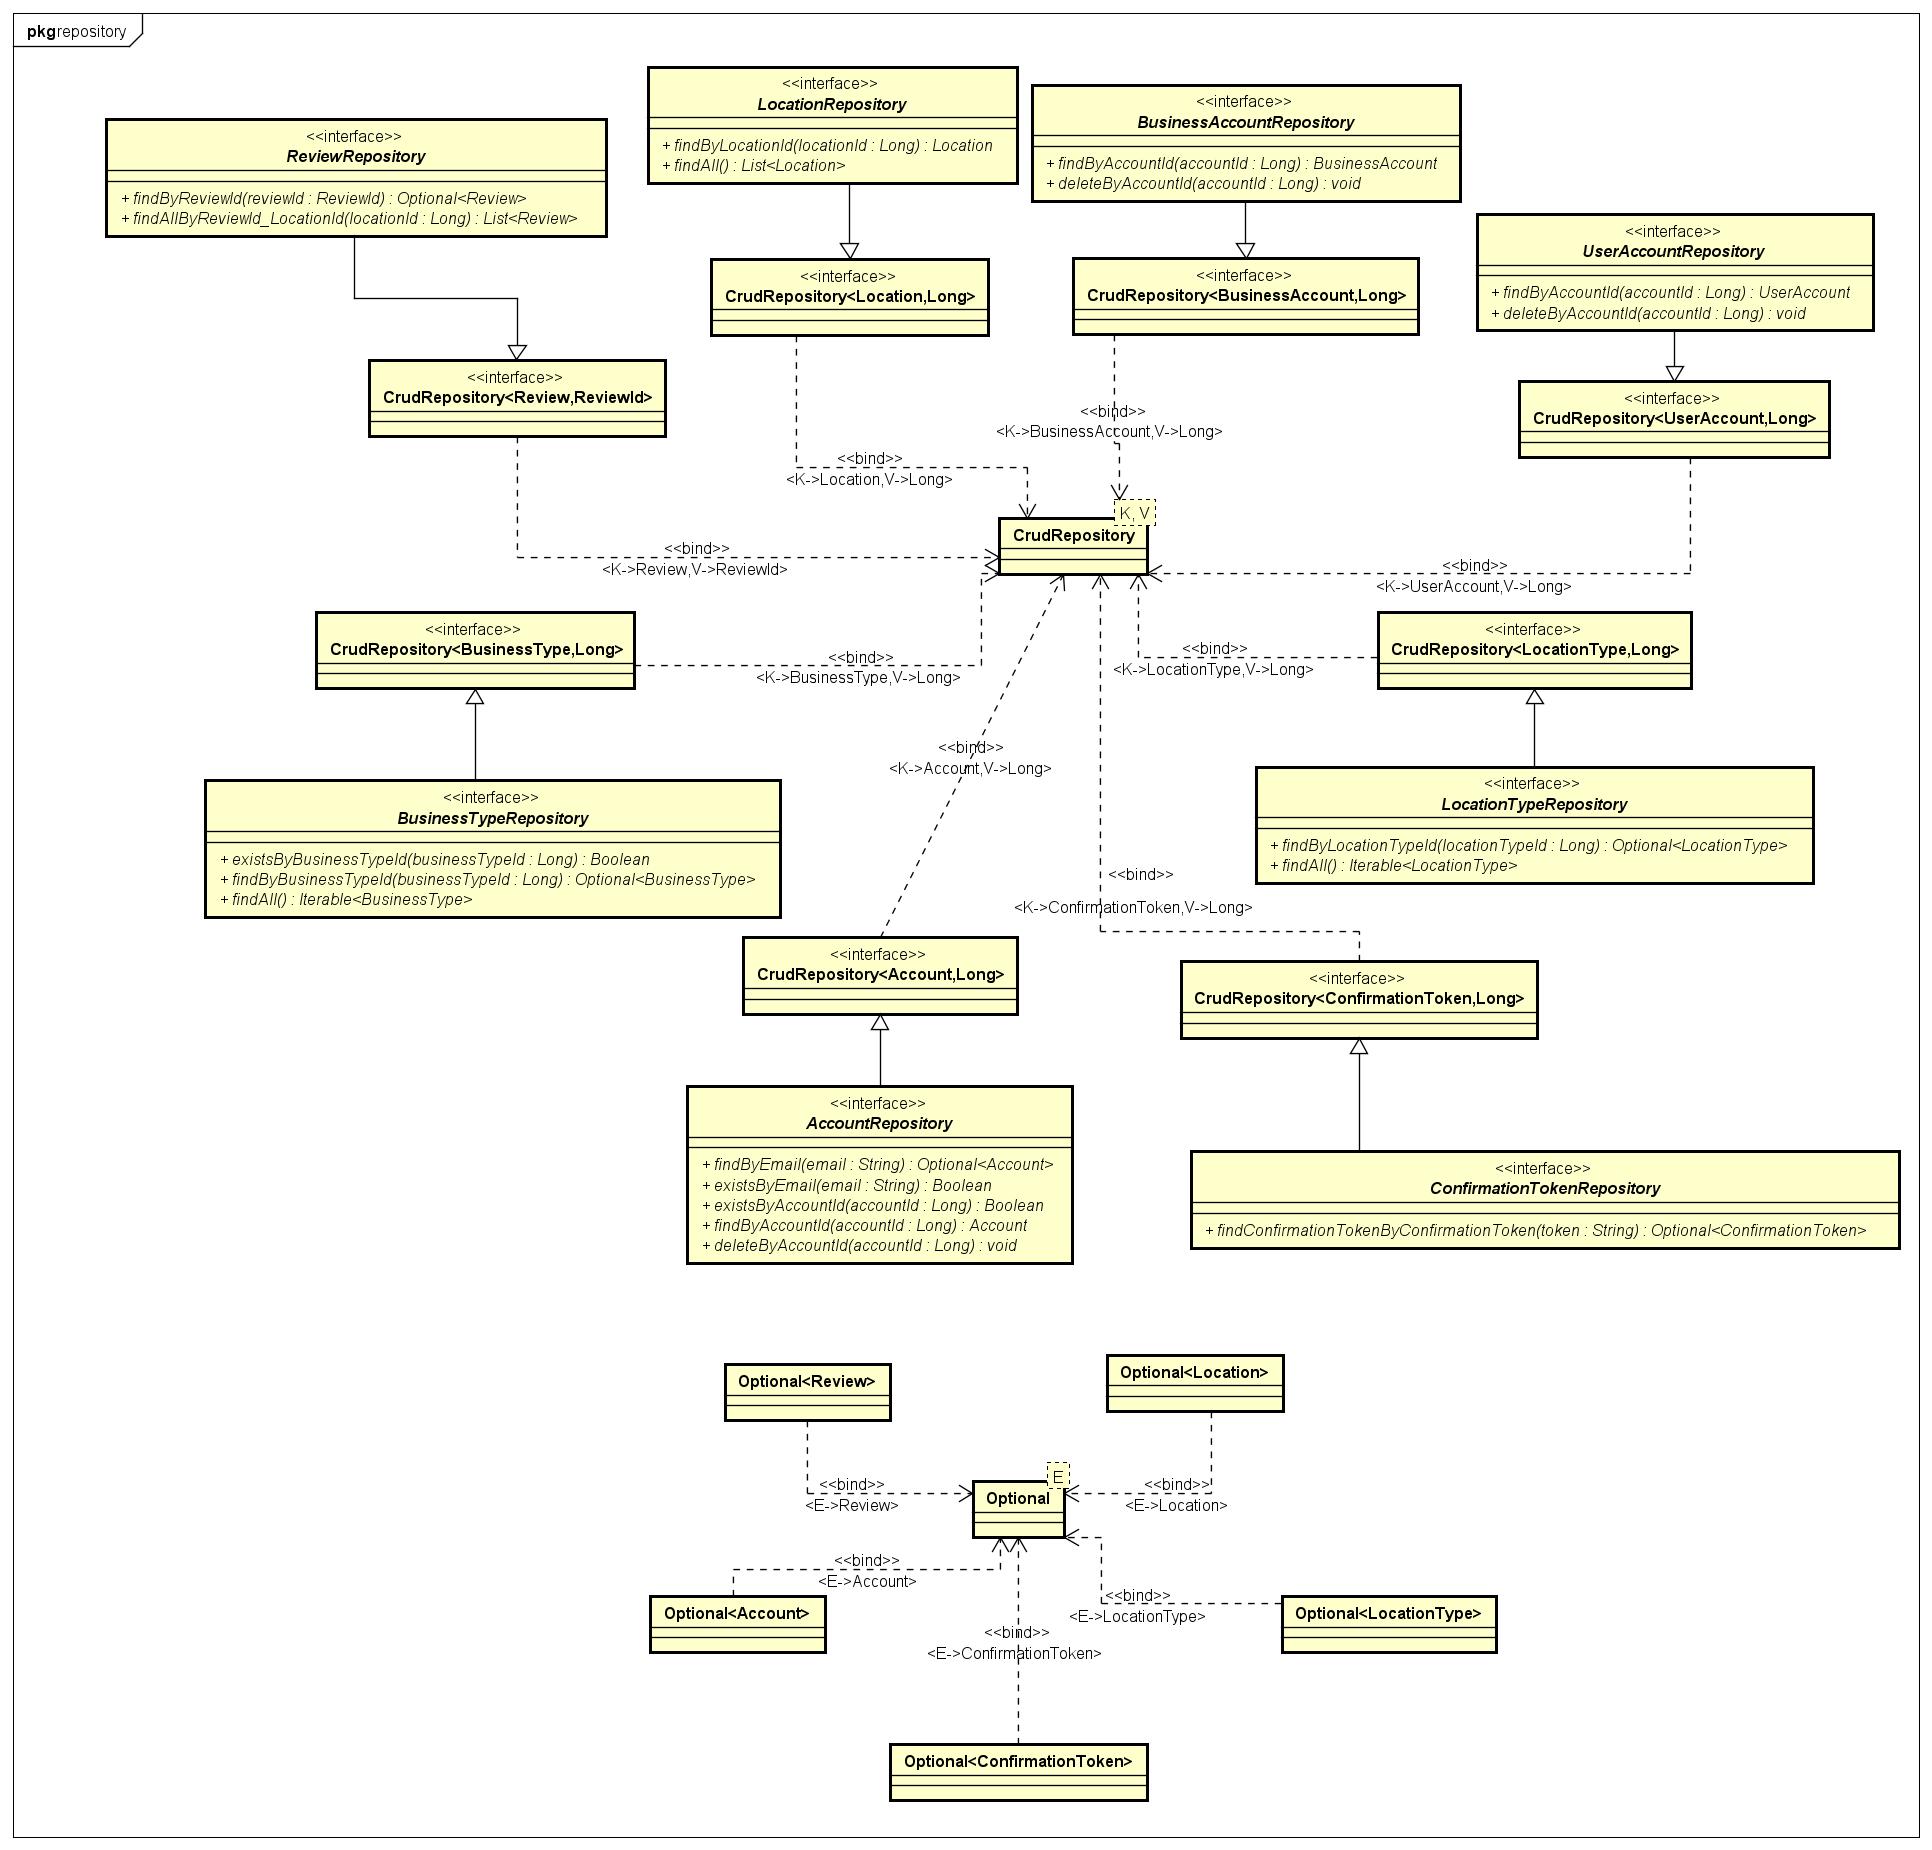 pkg repository
<<interface>>
LocationRepository
+ findByLocationId(locationId : Long) : Location
+ findAll() : List<Location>
<<interface>>
BusinessAccountRepository
+ findByAccountId(accountId : Long) : BusinessAccount
+ deleteByAccountId(accountId : Long) : void
<<interface>>
ReviewRepository
+ findByReviewId(reviewId : ReviewId) : Optional<Review>
+ findAllByReviewId_LocationId(locationId : Long) : List<Review>
<<interface>>
UserAccountRepository
+ findByAccountId(accountId : Long) : UserAccount
+ deleteByAccountId(accountId : Long) : void
<<interface>>
CrudRepository<Location,Long>
<<interface>>
CrudRepository<BusinessAccount,Long>
<<interface>>
CrudRepository<Review,ReviewId>
<<interface>>
CrudRepository<UserAccount,Long>
<<bind>>
<K->BusinessAccount,V->Long>
<<bind>>
<K->Location,V->Long>
K, V
CrudRepository
<<bind>>
<K->Review,V->ReviewId>
<<bind>>
<K->UserAccount,V->Long>
<<interface>>
CrudRepository<BusinessType,Long>
<<bind>>
<K->BusinessType,V->Long>
<<bind>>
<K->LocationType,V->Long>
<<interface>>
CrudRepository<LocationType,Long>
<<bind>>
<K->Account,V->Long>
<<interface>>
BusinessTypeRepository
+ existsByBusinessTypeId(businessTypeId : Long) : Boolean
+ findByBusinessTypeId(businessTypeId : Long) : Optional<BusinessType>
+ findAll() : Iterable<BusinessType>
<<interface>>
LocationTypeRepository
+ findByLocationTypeId(locationTypeId : Long) : Optional<LocationType>
+ findAll() : Iterable<LocationType>
<<bind>>
<K->ConfirmationToken,V->Long>
<<interface>>
CrudRepository<Account,Long>
<<interface>>
CrudRepository<ConfirmationToken,Long>
<<interface>>
AccountRepository
+ findByEmail(email : String) : Optional<Account>
+ existsByEmail(email : String) : Boolean
+ existsByAccountId(accountId : Long) : Boolean
+ findByAccountId(accountId : Long) : Account
+ deleteByAccountId(accountId : Long) : void
<<interface>>
ConfirmationTokenRepository
+ findConfirmationTokenByConfirmationToken(token : String) : Optional<ConfirmationToken>
Optional<Review>
Optional<Location>
E
Optional
<<bind>>
<E->Review>
<<bind>>
<E->Location>
<<bind>>
<E->Account>
<<bind>>
<E->LocationType>
Optional<Account>
Optional<LocationType>
<<bind>>
<E->ConfirmationToken>
Optional<ConfirmationToken>